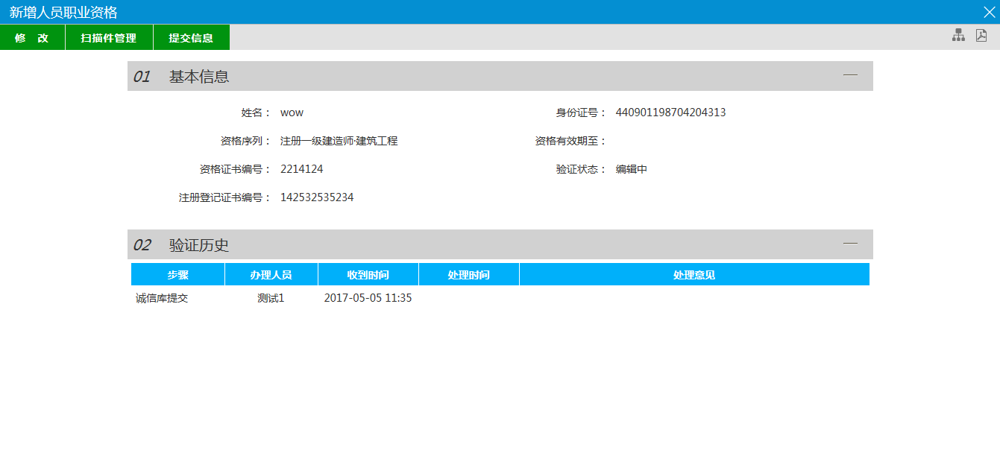 新增人员职业资格
修 改 扫描件管理 提交信息
01 基本信息
姓名： wow 身份证号： 440901198704204313
资格序列： 注册一级建造师·建筑工程 资格有效期至：
资格证书编号： 2214124 验证状态： 编辑中
注册登记证书编号： 142532535234
02 验证历史
步骤 办理人员 收到时间 处理时间 处理意见
诚信库提交 测试1 2017-05-05 11:35